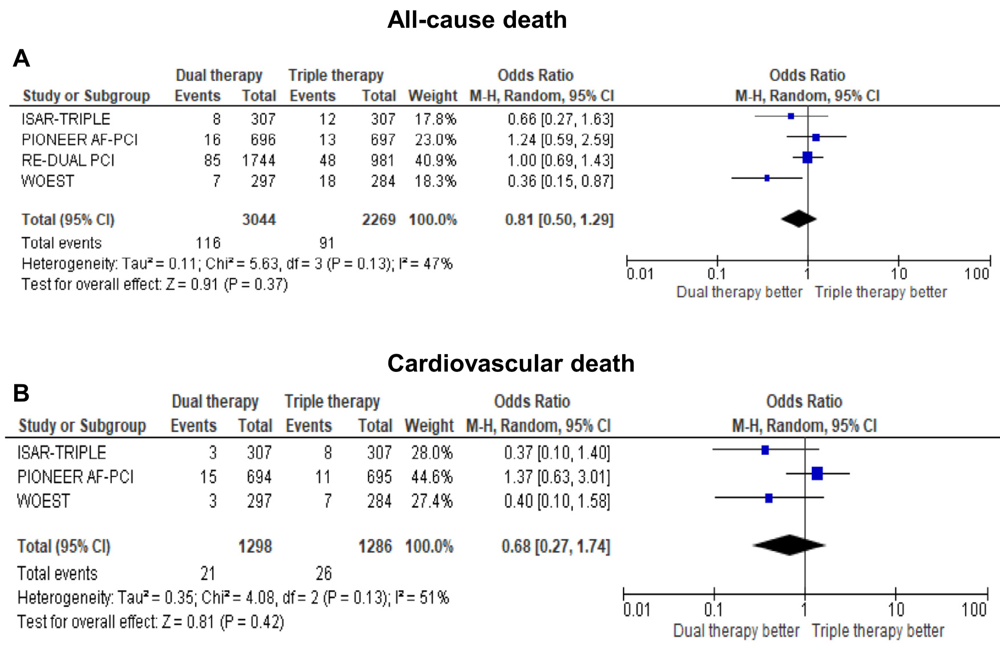 All-cause death
A
Dual therapy Triple therapy Odds Ratio Odds Ratio
Study or Subgroup Events Total Events Total Weight M-H, Random, 95% CI M-H, Random, 95% CI
ISAR-TRIPLE 8 307 12 307 17.8% 0.66 [0.27, 1.63]
PIONEER AF-PCI 16 696 13 697 23.0% 1.24 [0.59, 2.59]
RE-DUAL PCI 85 1744 48 981 40.9% 1.00 [0.69, 1.43]
WOEST 7 297 18 284 18.3% 0.36 [0.15, 0.87]
Total (95% CI) 3044 2269 100.0% 0.81 [0.50, 1.29]
Total events 116 91
Heterogeneity: Tau² = 0.11; Chi² = 5.63, df = 3 (P = 0.13); I² = 47%
Test for overall effect: Z = 0.91 (P = 0.37)
0.01 0.1 1 10 100
Dual therapy better Triple therapy better
Cardiovascular death
B
Dual therapy Triple therapy Odds Ratio Odds Ratio
Study or Subgroup Events Total Events Total Weight M-H, Random, 95% CI M-H, Random, 95% CI
ISAR-TRIPLE 3 307 8 307 28.0% 0.37 [0.10, 1.40]
PIONEER AF-PCI 15 694 11 695 44.6% 1.37 [0.63, 3.01]
WOEST 3 297 7 284 27.4% 0.40 [0.10, 1.58]
Total (95% CI) 1298 1286 100.0% 0.68 [0.27, 1.74]
Total events 21 26
Heterogeneity: Tau² = 0.35; Chi² = 4.08, df = 2 (P = 0.13); I² = 51%
Test for overall effect: Z = 0.81 (P = 0.42)
0.01 0.1 1 10 100
Dual therapy better Triple therapy better